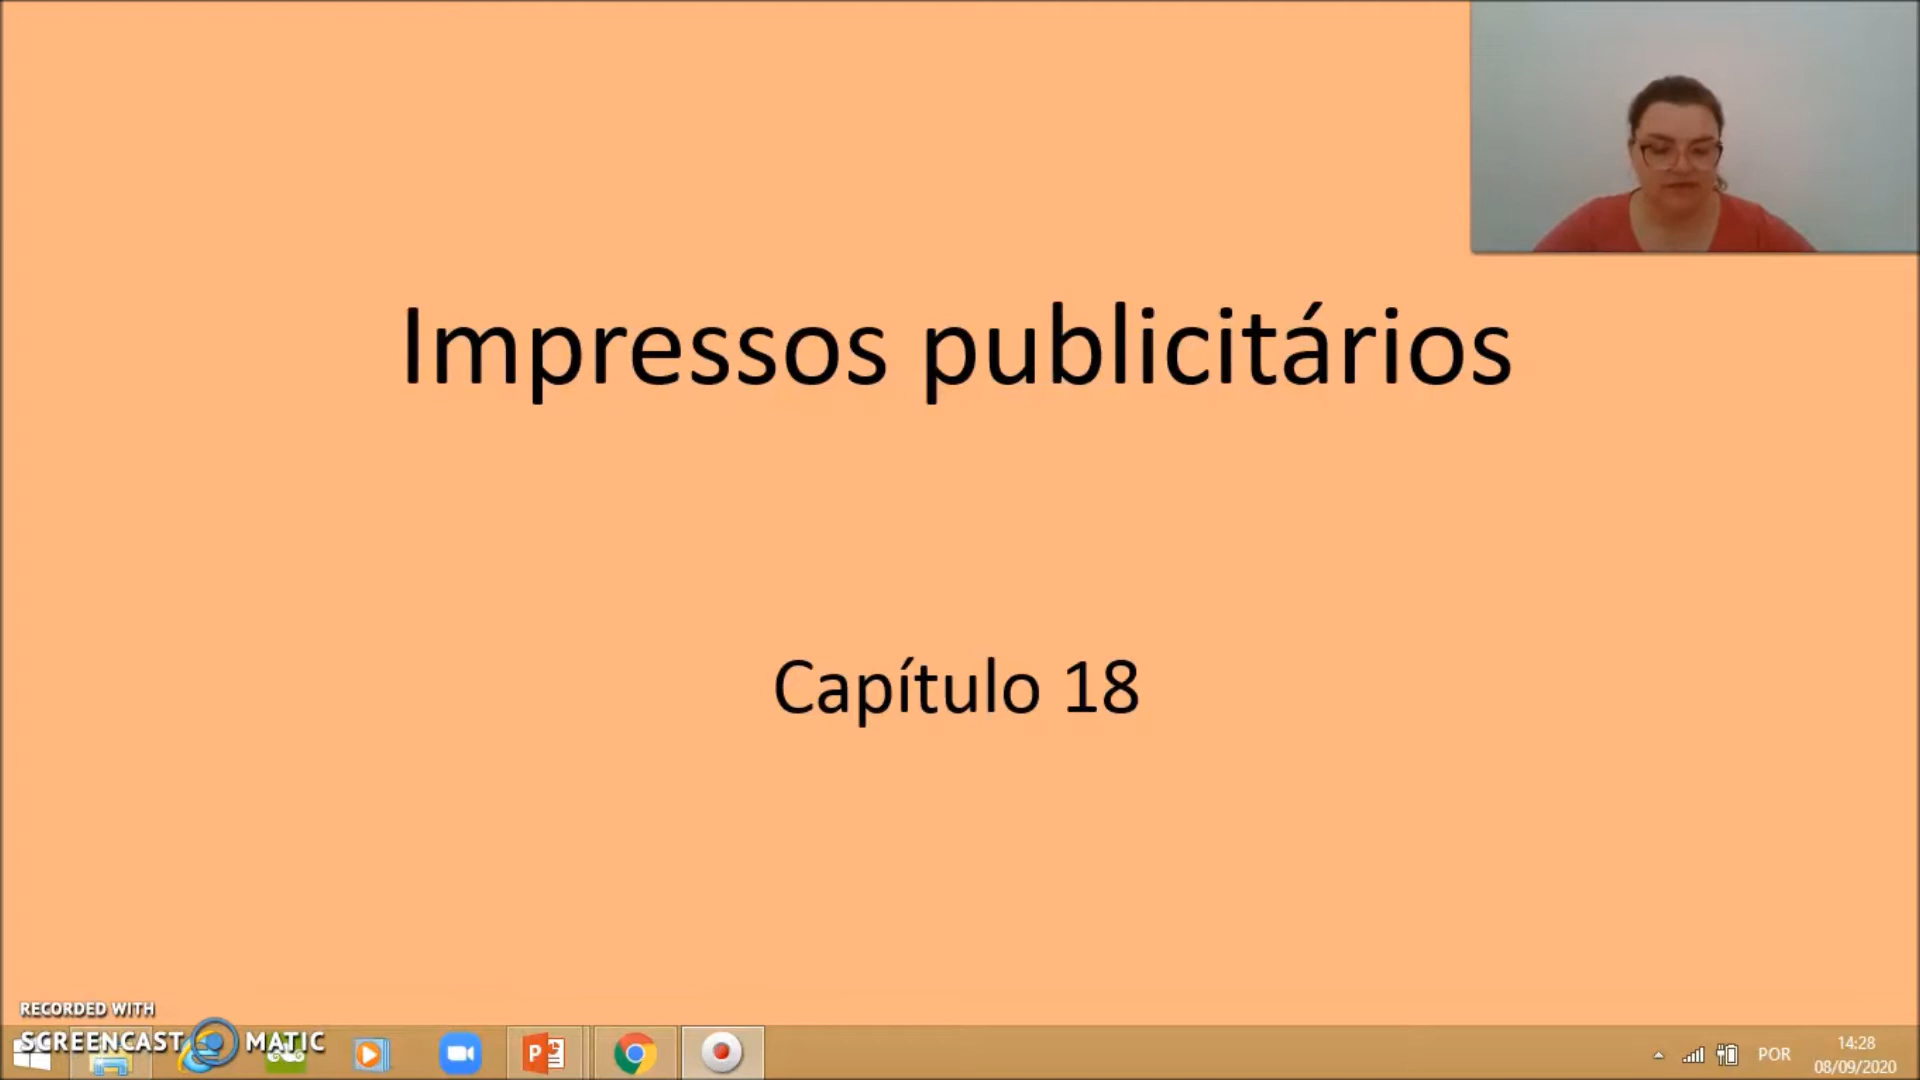 Impressos publicitários
Capítulo 18
RECORDED WITH
SCREENCAST MATIC
POR
14:28
08/09/2020